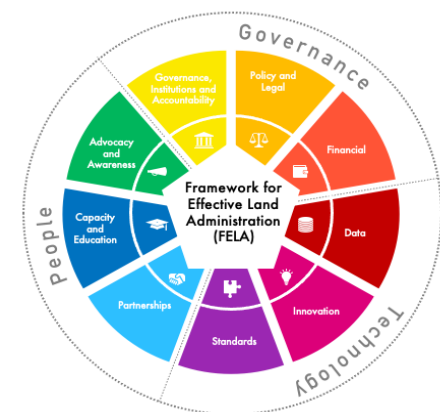 Governance
Governance,
Institutions and
Accountability
Policy and
Legal
Financial
Advocacy
and
Awareness
Framework for
Effective Land
Administration
(FELA)
Capacity
and
Education
Data
People
Partnerships
Innovation
Standards
Technology